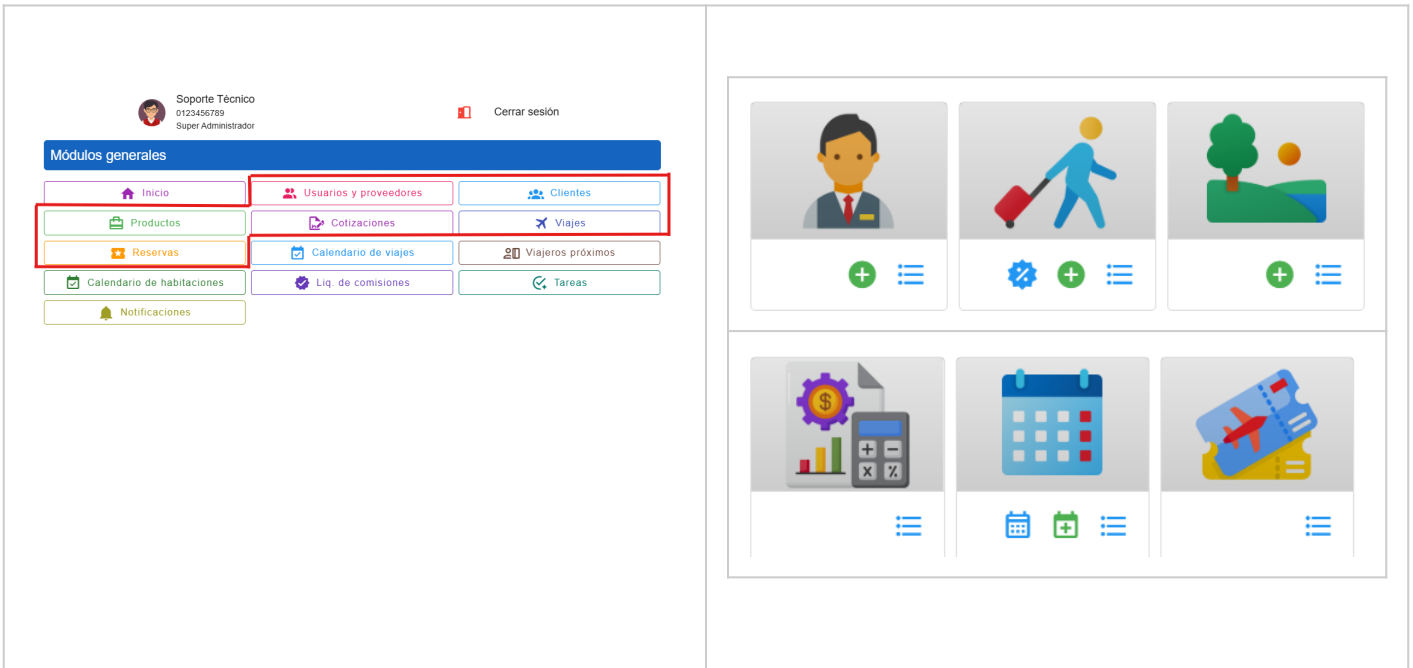 Soporte Técnico
0123456789
Super Administrador
Cerrar sesión
Módulos generales
Inicio
Usuarios y proveedores
Clientes
Productos
Cotizaciones
Viajes
Reservas
Calendario de viajes
Viajeros próximos
Calendario de habitaciones
Liq. de comisiones
Tareas
Notificaciones